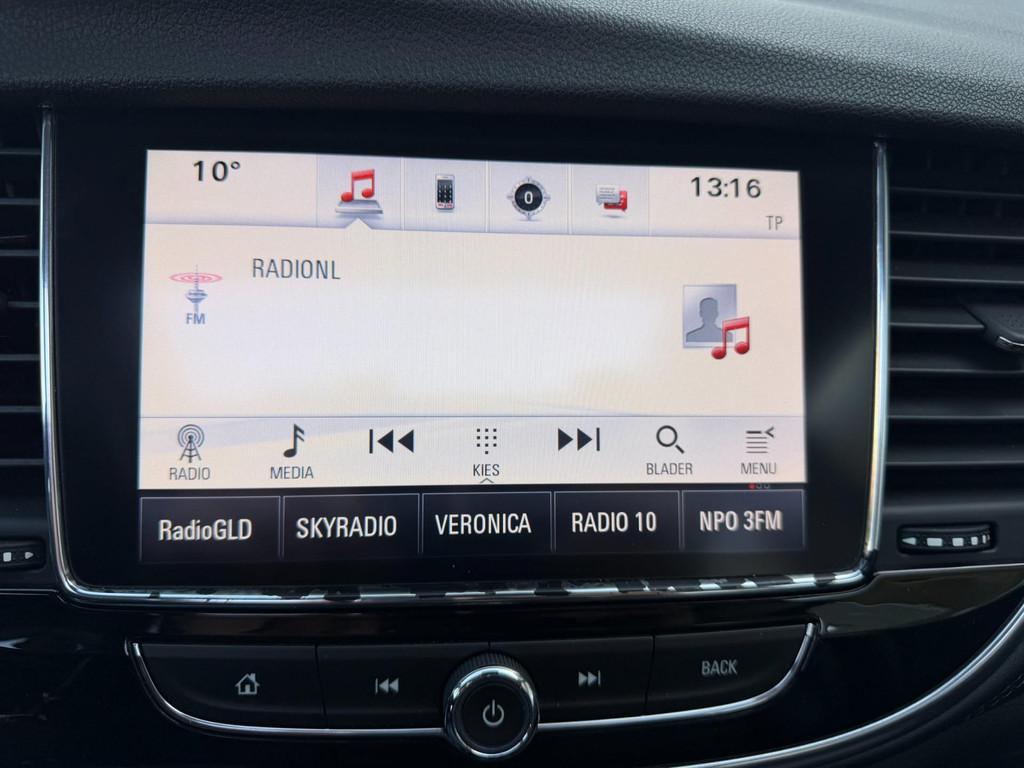 10°
0
13:16
TP
RADIONL
FM
RADIO
MEDIA
KIES
BLADER
MENU
RadioGLD
SKYRADIO
VERONICA
RADIO 10
NPO 3FM
BACK